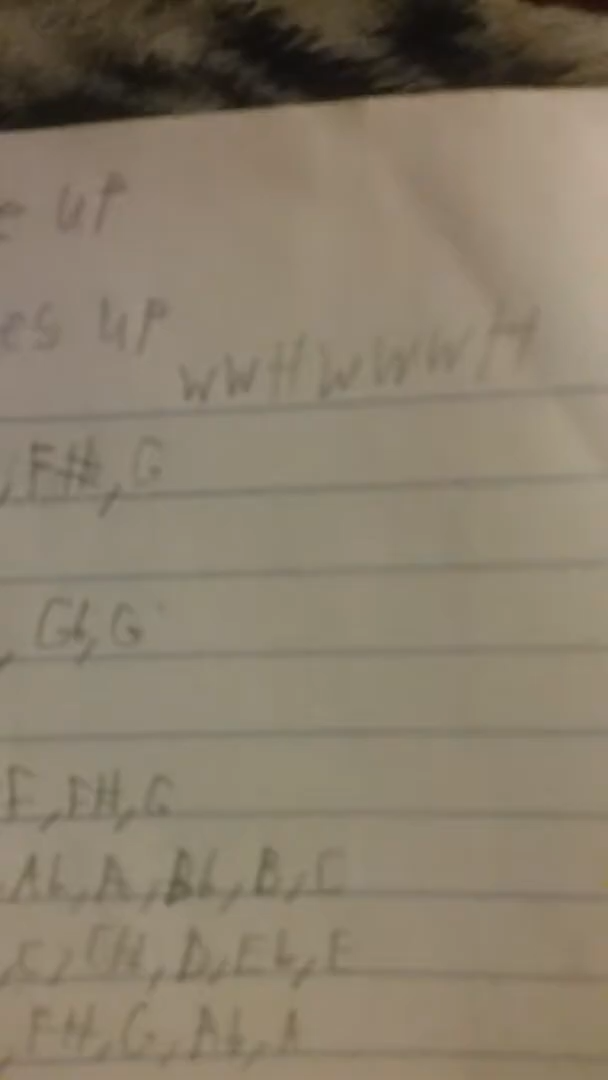 e UP
es UP
WWHWWWH
, F#, G
, Gb, G
E, F#, G
, Ab, A, Bb, B, C
, C, C#, D, Eb, E
, F#, G, Ab, A